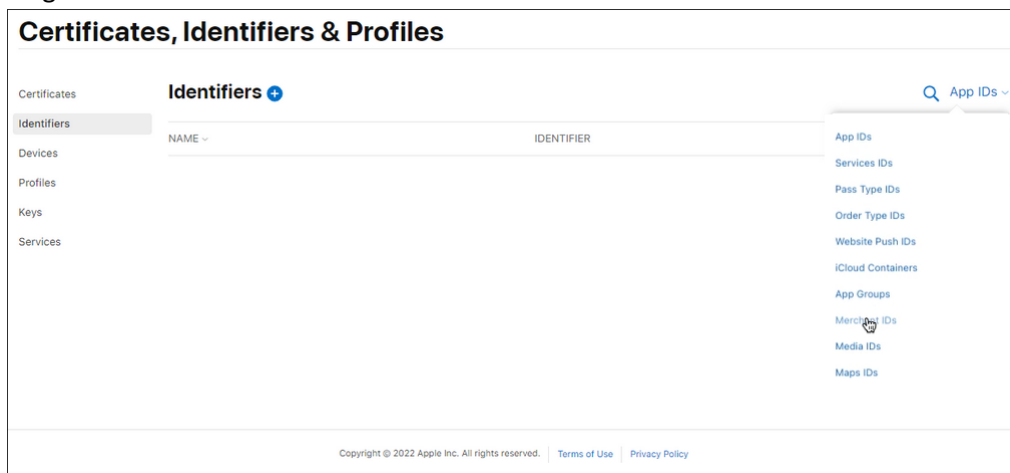 Certificates, Identifiers & Profiles
Certificates
Identifiers
Devices
Profiles
Keys
Services
Identifiers
App IDs
NAME
IDENTIFIER
App IDs
Services IDs
Pass Type IDs
Order Type IDs
Website Push IDs
iCloud Containers
App Groups
Merchant IDs
Media IDs
Maps IDs
Copyright © 2022 Apple Inc. All rights reserved. Terms of Use Privacy Policy